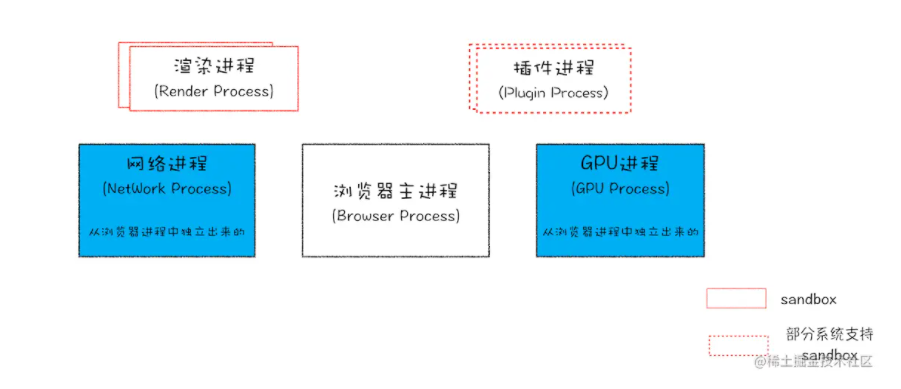 渲染进程
(Render Process)
插件进程
(Plugin Process)
网络进程
(NetWork Process)
从浏览器进程中独立出来的
浏览器主进程
(Browser Process)
GPU进程
(GPU Process)
从浏览器进程中独立出来的
sandbox
部分系统支持
sandbox
@稀土掘金技术社区